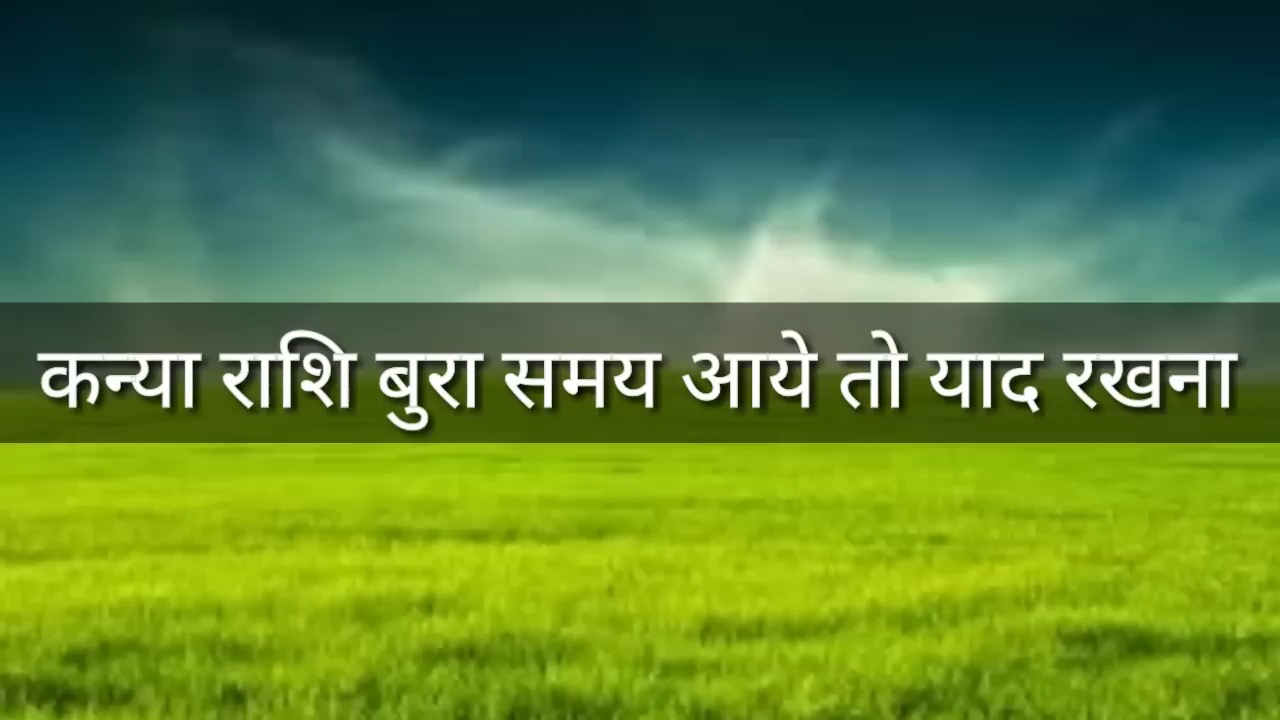 कन्या राशि बुरा समय आये तो याद रखना